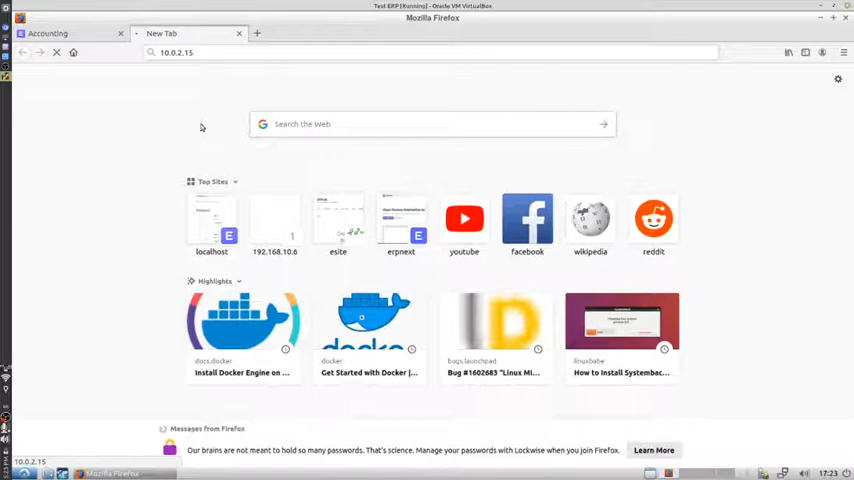 Test ERP [Running] - Oracle VM VirtualBox
Mozilla Firefox
Accounting
New Tab
10.0.2.15
Search the Web
Top Sites
localhost
192.168.10.6
esite
erpnext
youtube
facebook
wikipedia
reddit
Highlights
docs.docker
Install Docker Engine on ...
docker
Get Started with Docker |...
bugs.launchpad
Bug #1602683 "Linux MI...
linuxbabe
How to Install Systembac...
Messages from Firefox
Our brains are not meant to hold so many passwords. That's science. Manage your passwords with Lockwise when you join Firefox.
Learn More
10.0.2.15
Mozilla Firefox
17:23